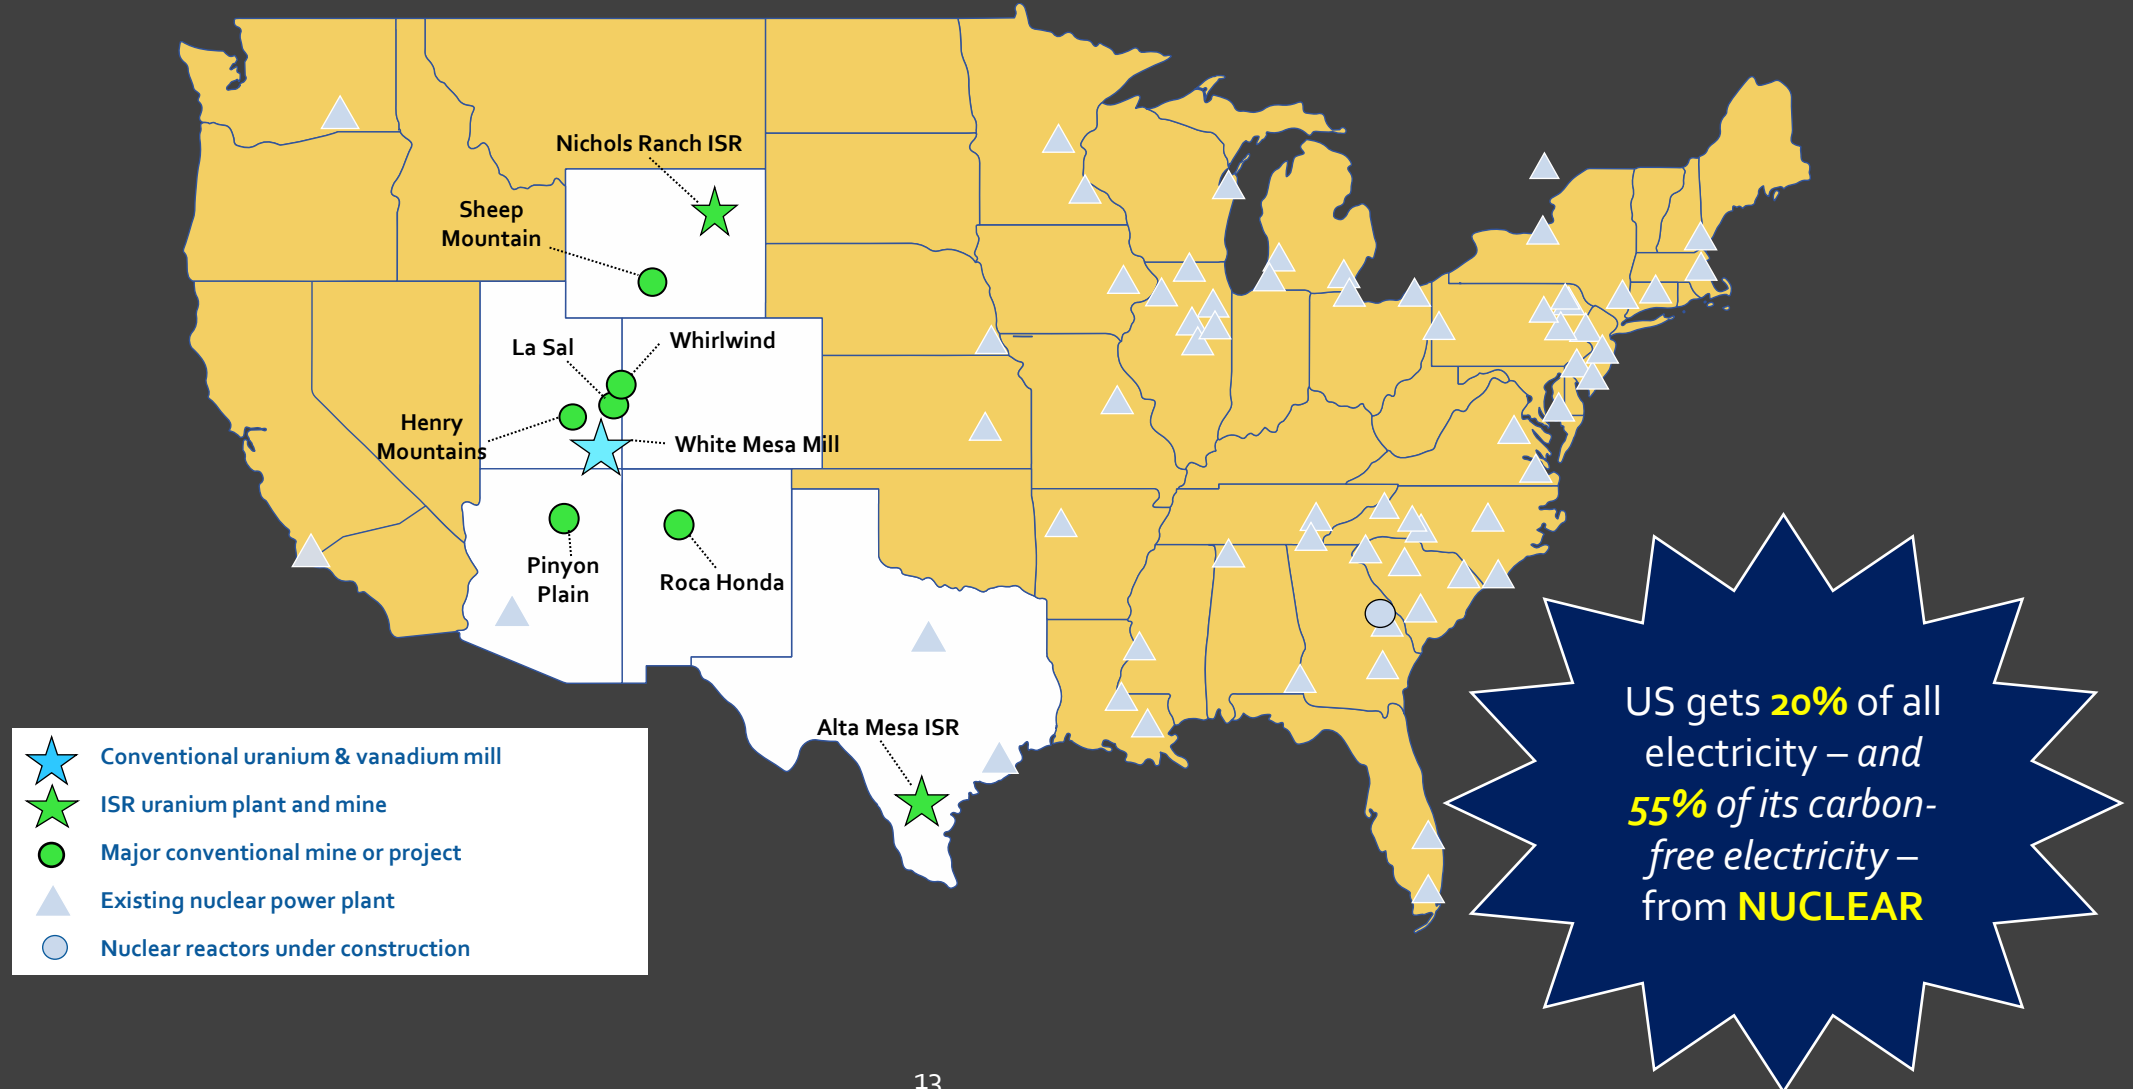 Nichols Ranch ISR
Sheep
Mountain
La Sal
Whirlwind
Henry
Mountains
White Mesa Mill
Pinyon
Plain
Roca Honda
Alta Mesa ISR
Conventional uranium & vanadium mill
ISR uranium plant and mine
Major conventional mine or project
Existing nuclear power plant
Nuclear reactors under construction
US gets 20% of all
electricity – and
55% of its carbon-
free electricity –
from NUCLEAR
13